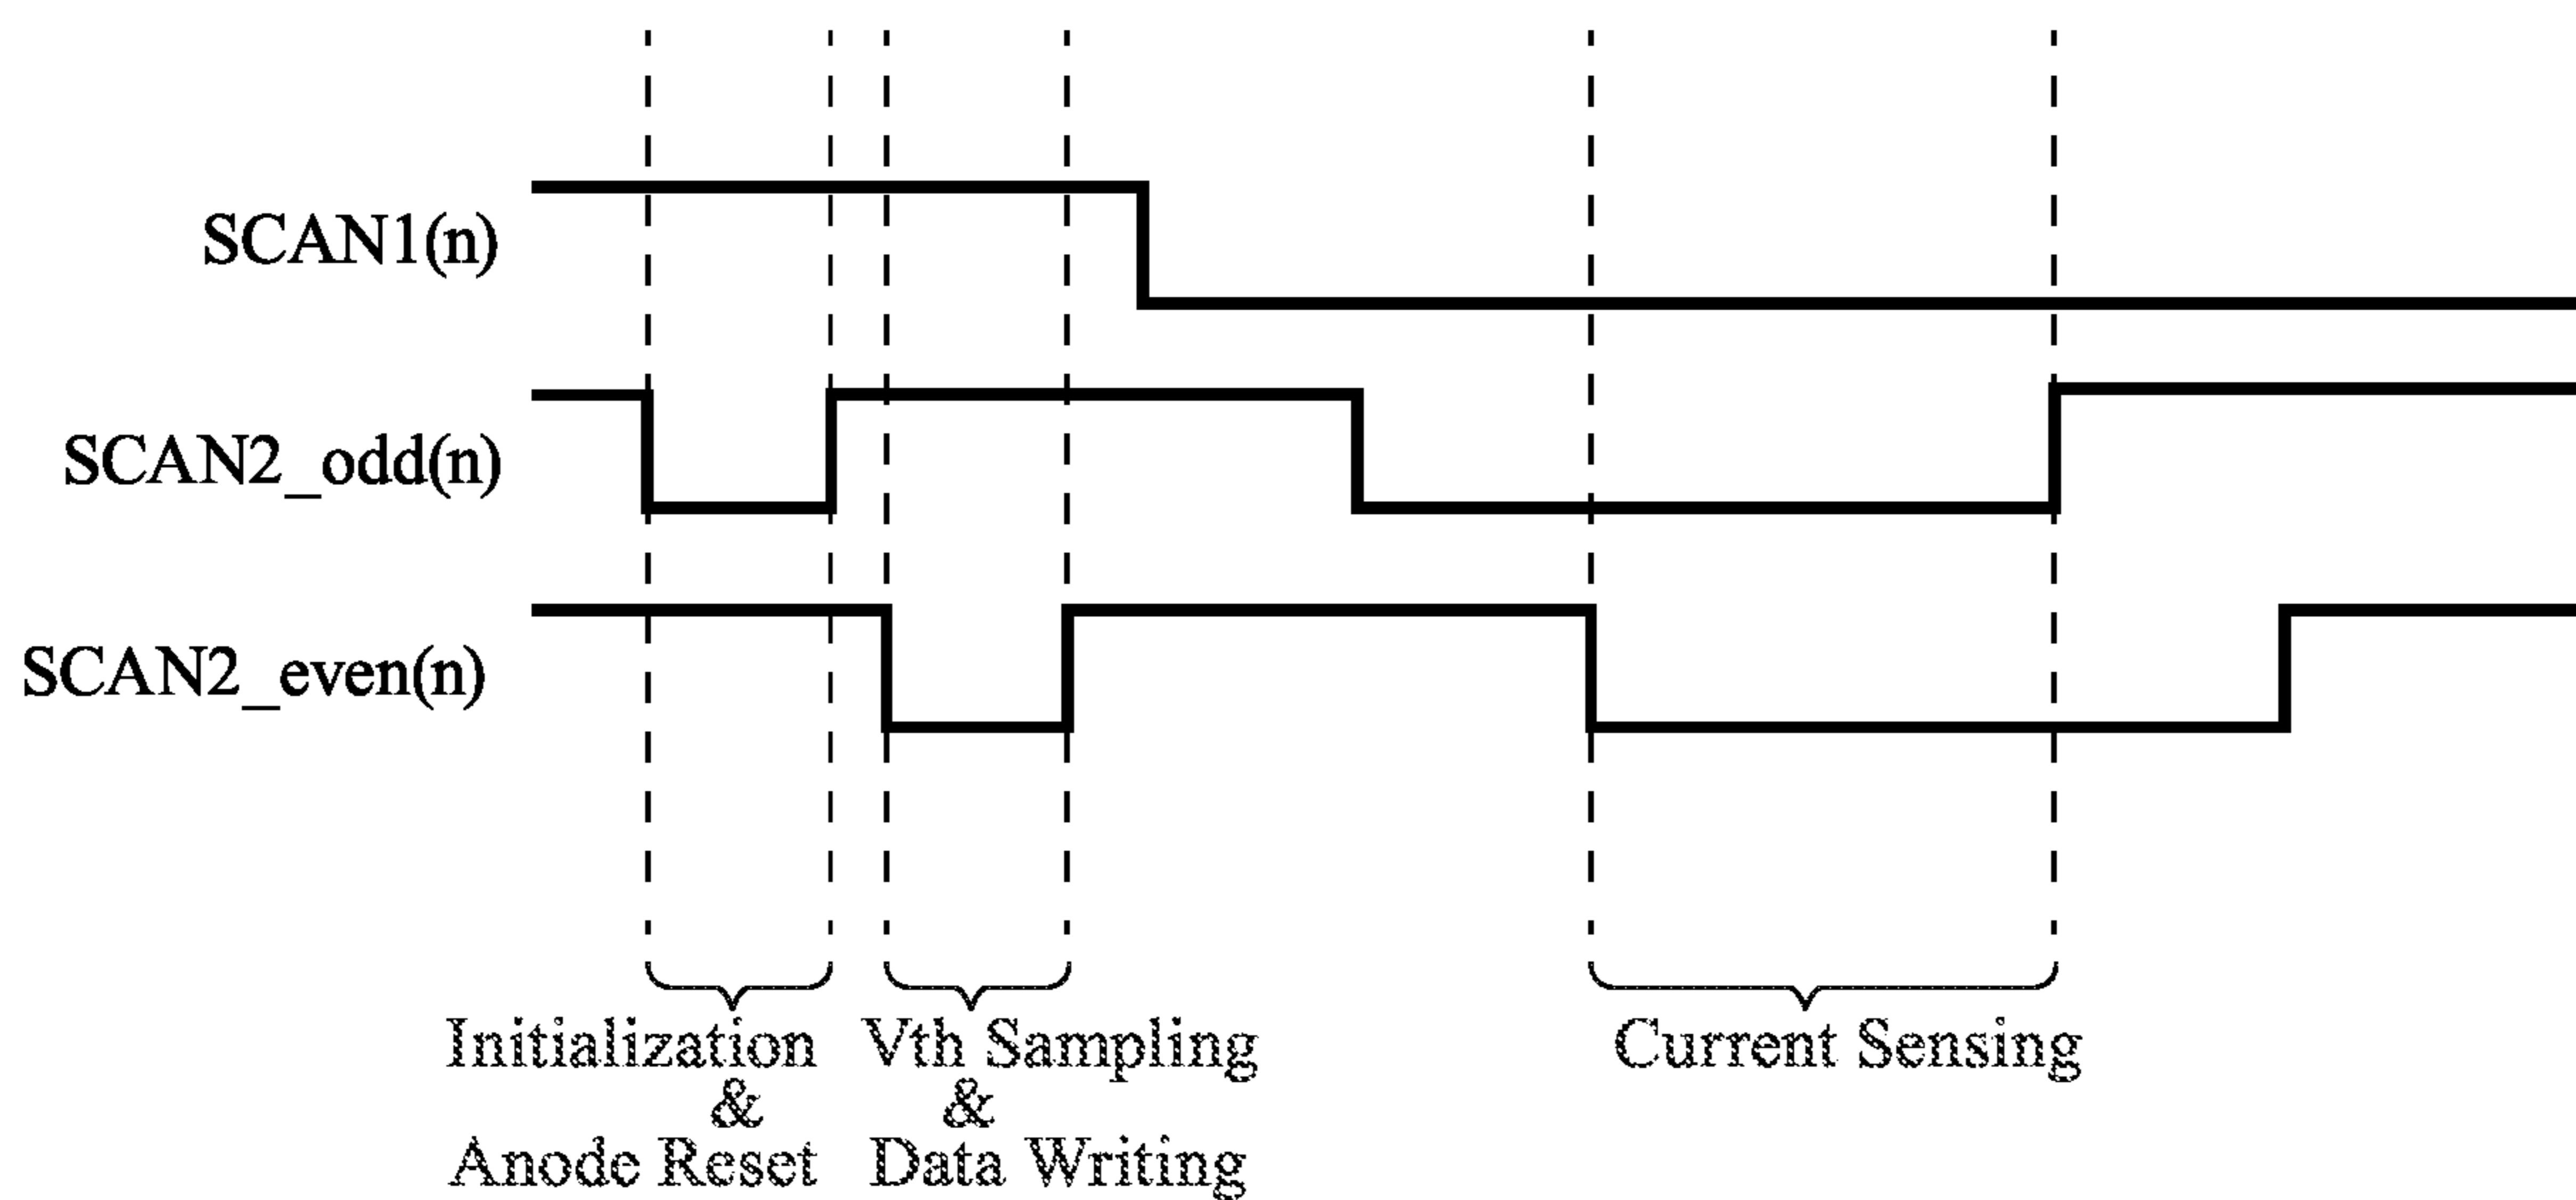 SCAN1(n)
SCAN2_odd(n)
SCAN2_even(n)
Initialization
&
Anode Reset
Vth Sampling
&
Data Writing
Current Sensing